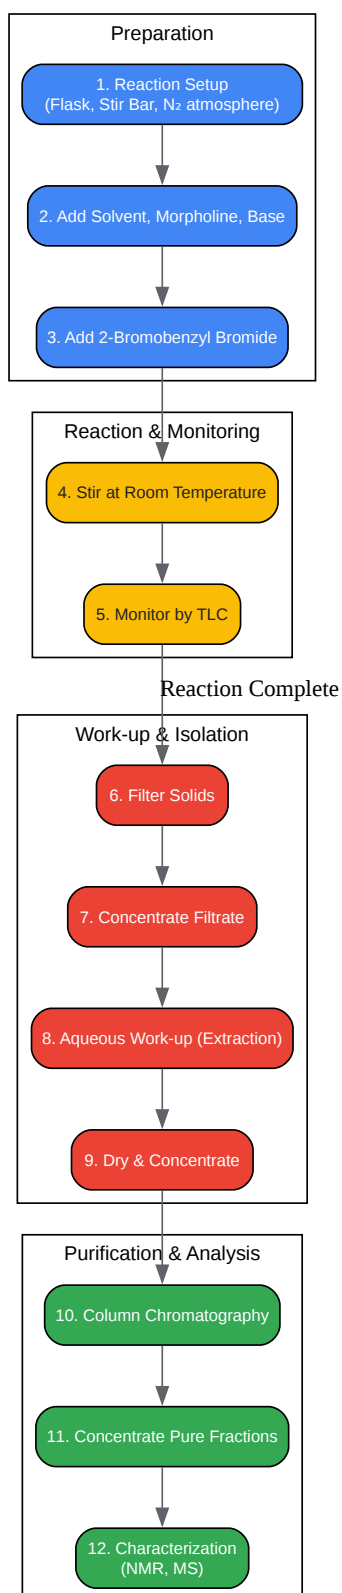 Preparation
1. Reaction Setup
(Flask, Stir Bar, N₂ atmosphere)
2. Add Solvent, Morpholine, Base
3. Add 2-Bromobenzyl Bromide
Reaction & Monitoring
4. Stir at Room Temperature
5. Monitor by TLC
Reaction Complete
Work-up & Isolation
6. Filter Solids
7. Concentrate Filtrate
8. Aqueous Work-up (Extraction)
9. Dry & Concentrate
Purification & Analysis
10. Column Chromatography
11. Concentrate Pure Fractions
12. Characterization
(NMR, MS)